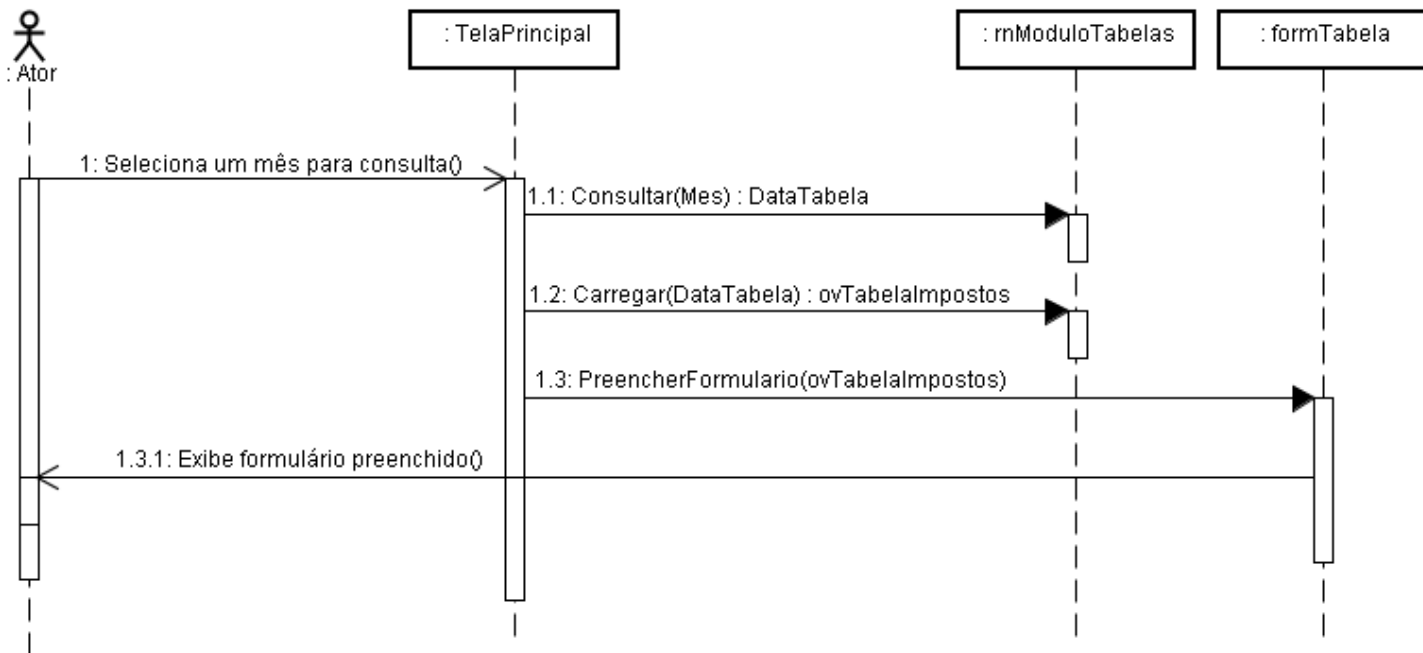 : TelaPrincipal
: rnModuloTabelas
: formTabela
: Ator
1: Seleciona um mês para consulta()
1.1: Consultar(Mes) : DataTabela
1.2: Carregar(DataTabela) : ovTabelaImpostos
1.3: PreencherFormulario(ovTabelaImpostos)
1.3.1: Exibe formulário preenchido()